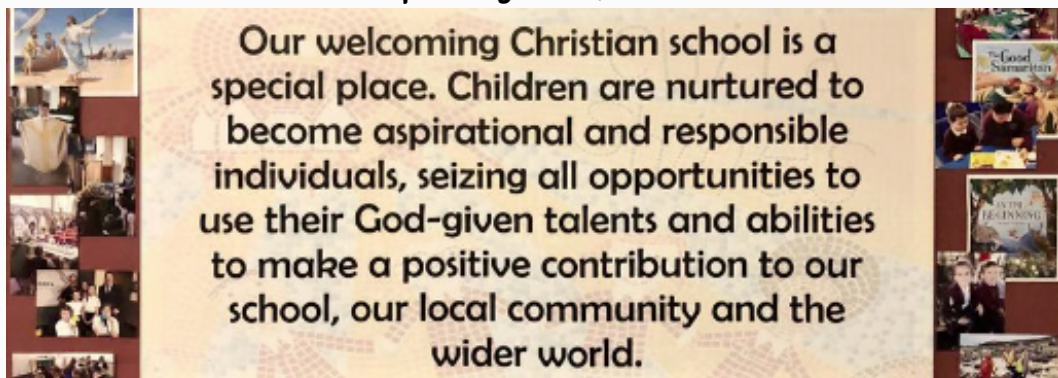 Our welcoming Christian school is a
special place. Children are nurtured to
become aspirational and responsible
individuals, seizing all opportunities to
use their God-given talents and abilities
to make a positive contribution to our
school, our local community and the
wider world.
The Good
Samaritan
IN THE
BEGINNING